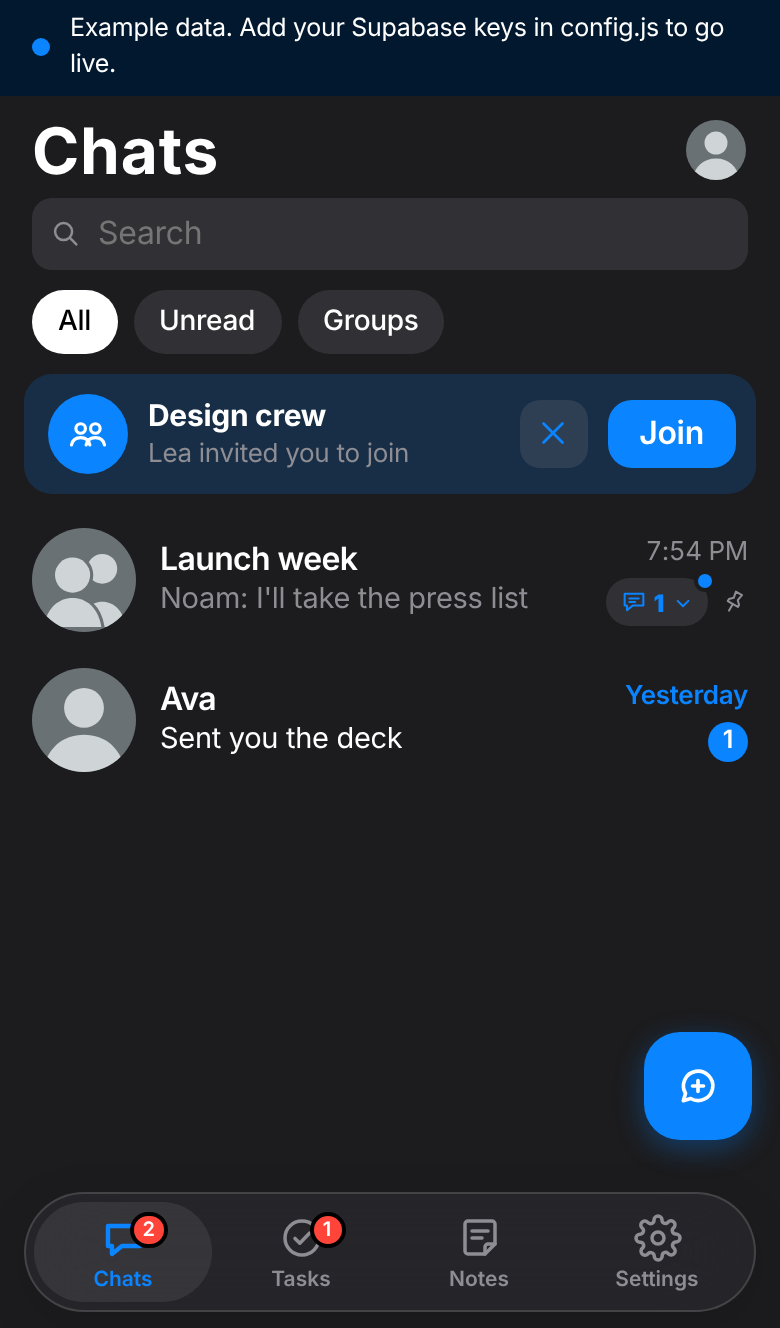 Example data. Add your Supabase keys in config.js to go
live.
Chats
Search
All
Unread
Groups
Design crew
Lea invited you to join
Join
Launch week
7:54 PM
Noam: I'll take the press list
1
Ava
Yesterday
Sent you the deck
1
2
1
Chats
Tasks
Notes
Settings